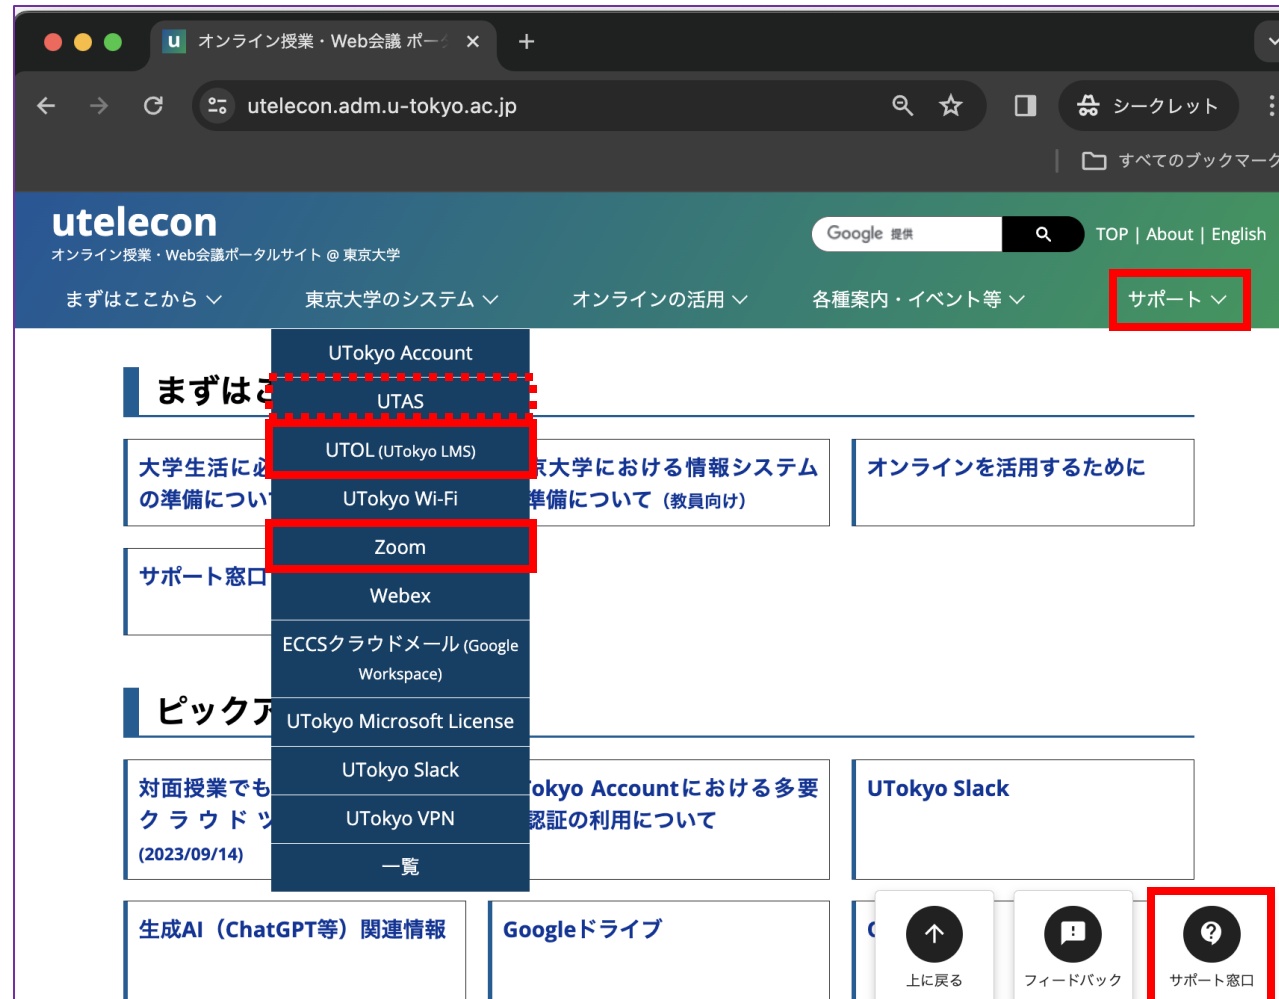 u オンライン授業・Web会議 ポー
utelecon.adm.u-tokyo.ac.jp
シークレット
すべてのブックマーク
utelecon
オンライン授業・Web会議ポータルサイト @ 東京大学
Google 提供
TOP | About | English
まずはここから 東京大学のシステム オンラインの活用 各種案内・イベント等 サポート
UTokyo Account
UTAS
UTOL (UTokyo LMS)
UTokyo Wi-Fi
Zoom
Webex
ECCSクラウドメール (Google
Workspace)
UTokyo Microsoft License
UTokyo Slack
UTokyo VPN
一覧
まずは
大学生活に
の準備につい
大学における情報システム
準備について（教員向け）
オンラインを活用するために
サポート窓口
ピック
対面授業でも
クラウド
(2023/09/14)
okyo Accountにおける多要
認証の利用について
UTokyo Slack
生成AI（ChatGPT等）関連情報
Googleドライブ
上に戻る
フィードバック
サポート窓口